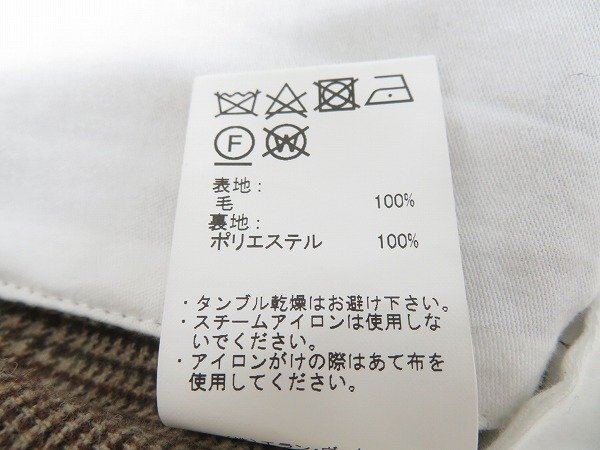 F W
表地:
毛 100%
裏地:
ポリエステル 100%
・タンブル乾燥はお避け下さい。
・スチームアイロンは使用しな
いでください。
・アイロンがけの際はあて布を
使用してください。